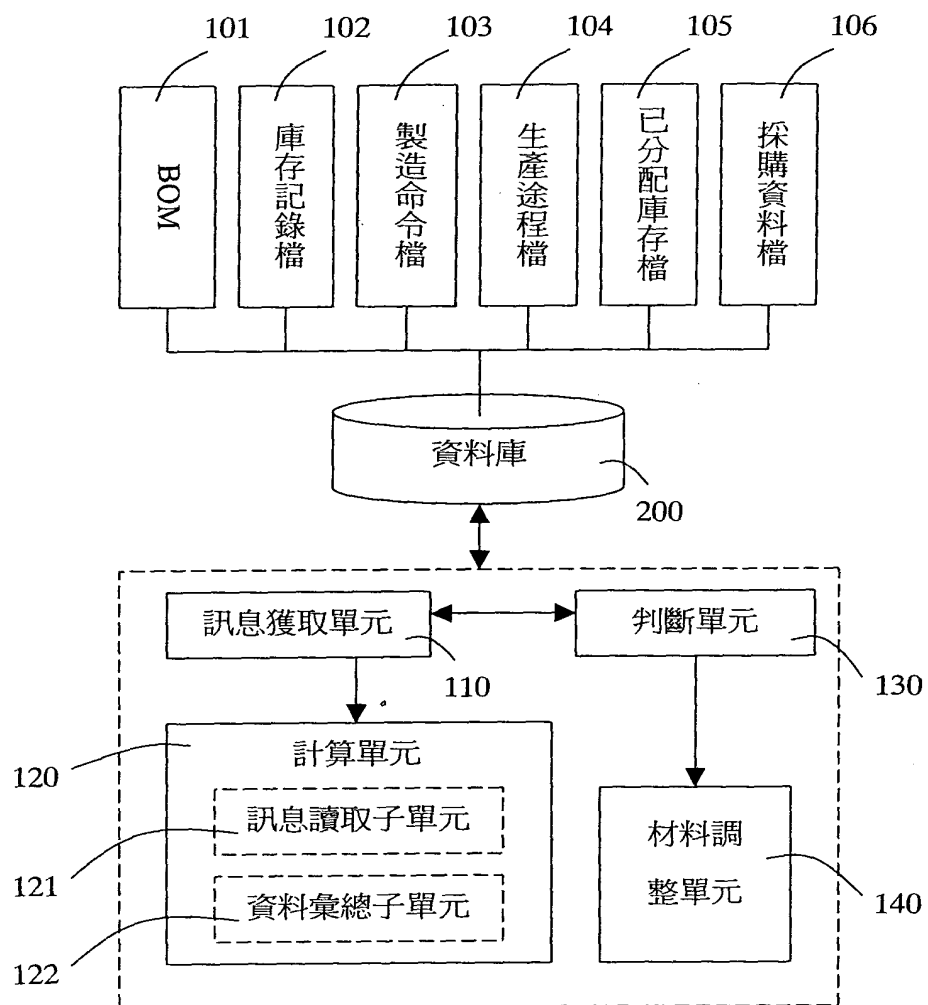 101
102
103
104
105
106
BOM
庫存記錄檔
製造命令檔
生產途程檔
已分配庫存檔
採購資料檔
資料庫
200
訊息獲取單元
判斷單元
110
130
計算單元
120
訊息讀取子單元
材料調
121
資料彙總子單元
整單元
140
122